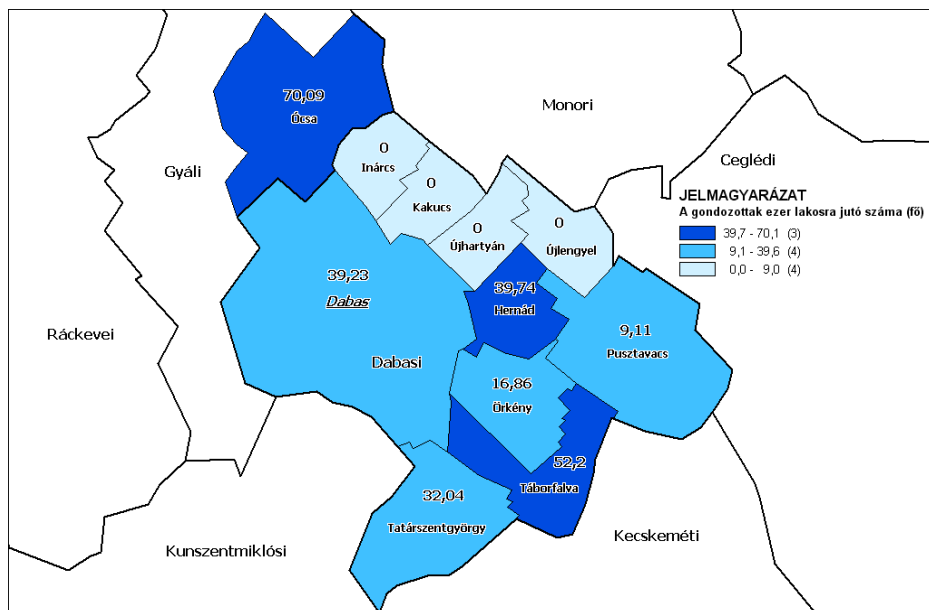 70,09
Ócsa
Monori
0
Inárcs
Gyáli
Ceglédi
0
Kakucs
JELMAGYARÁZAT
A gondozottak ezer lakosra jutó száma (fő)
39,7 - 70,1 (3)
9,1 - 39,6 (4)
0,0 - 9,0 (4)
0
Újhartyán
0
Újlengyel
39,23
Dabas
39,74
Hernád
Ráckevei
9,11
Pusztavacs
Dabasi
16,86
Örkény
52,2
Táborfalva
32,04
Tatárszentgyörgy
Kecskeméti
Kunszentmiklósi